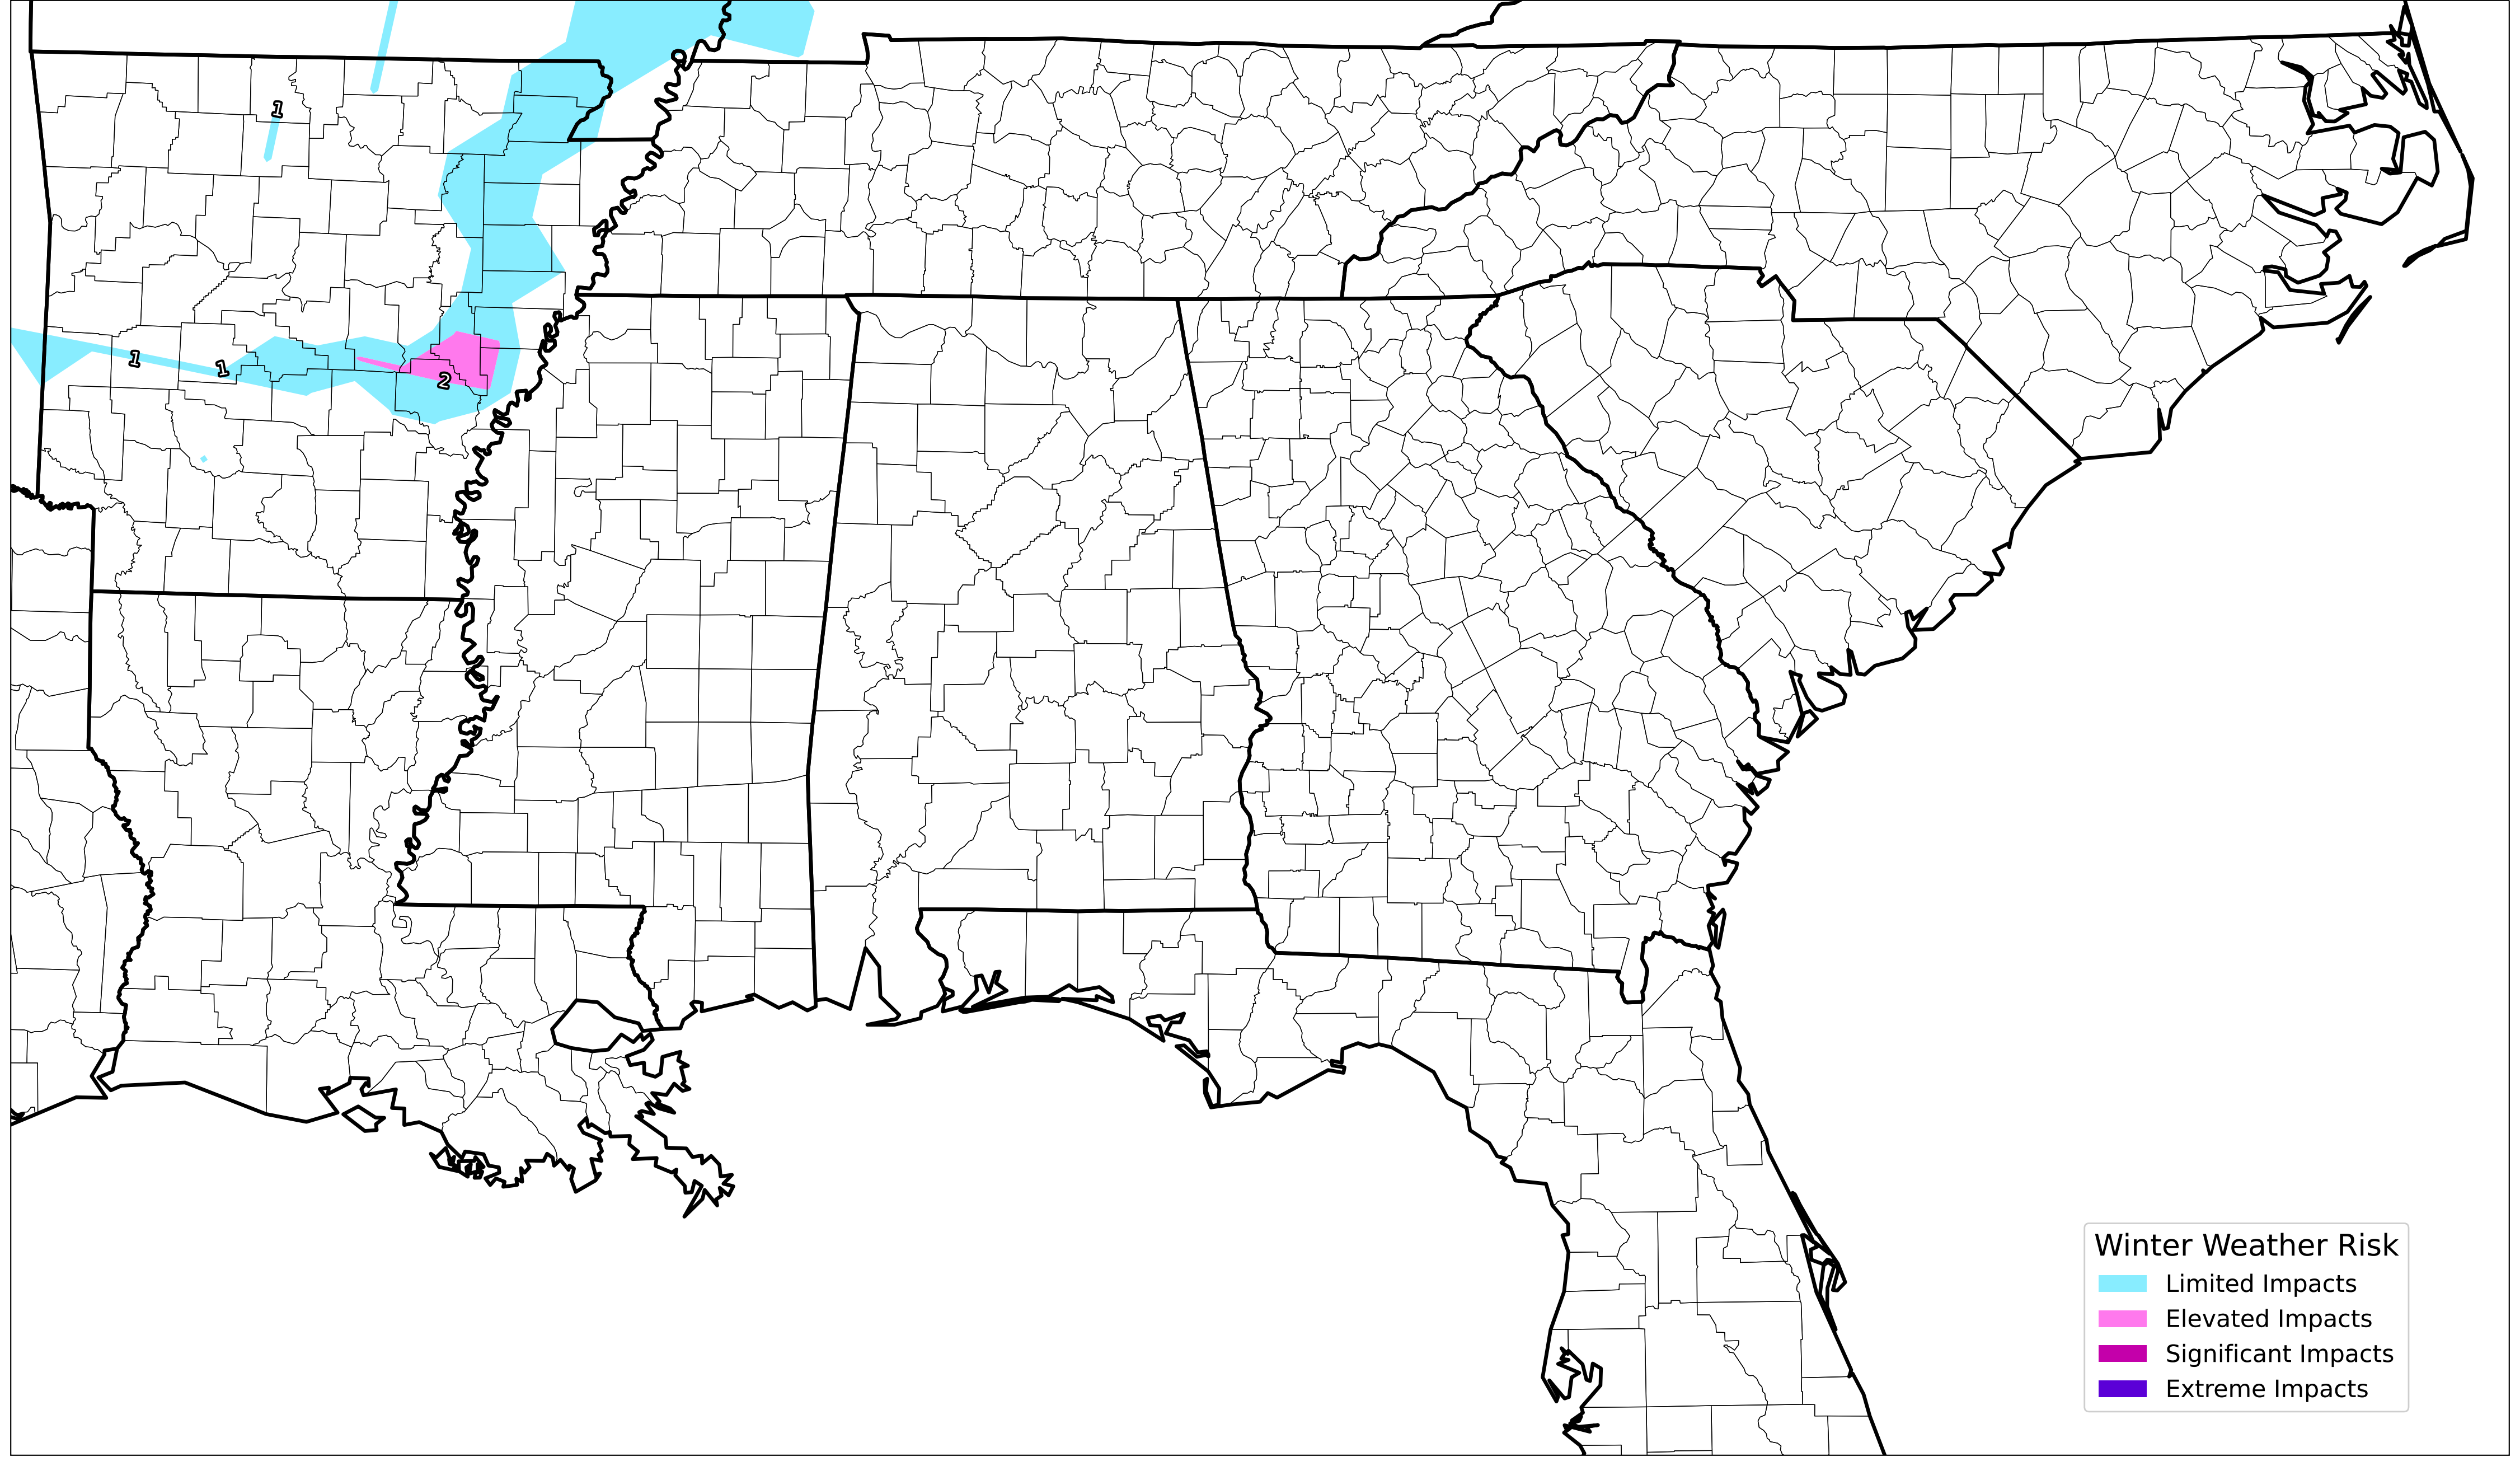 1
1
1
2
Winter Weather Risk
Limited Impacts
Elevated Impacts
Significant Impacts
Extreme Impacts